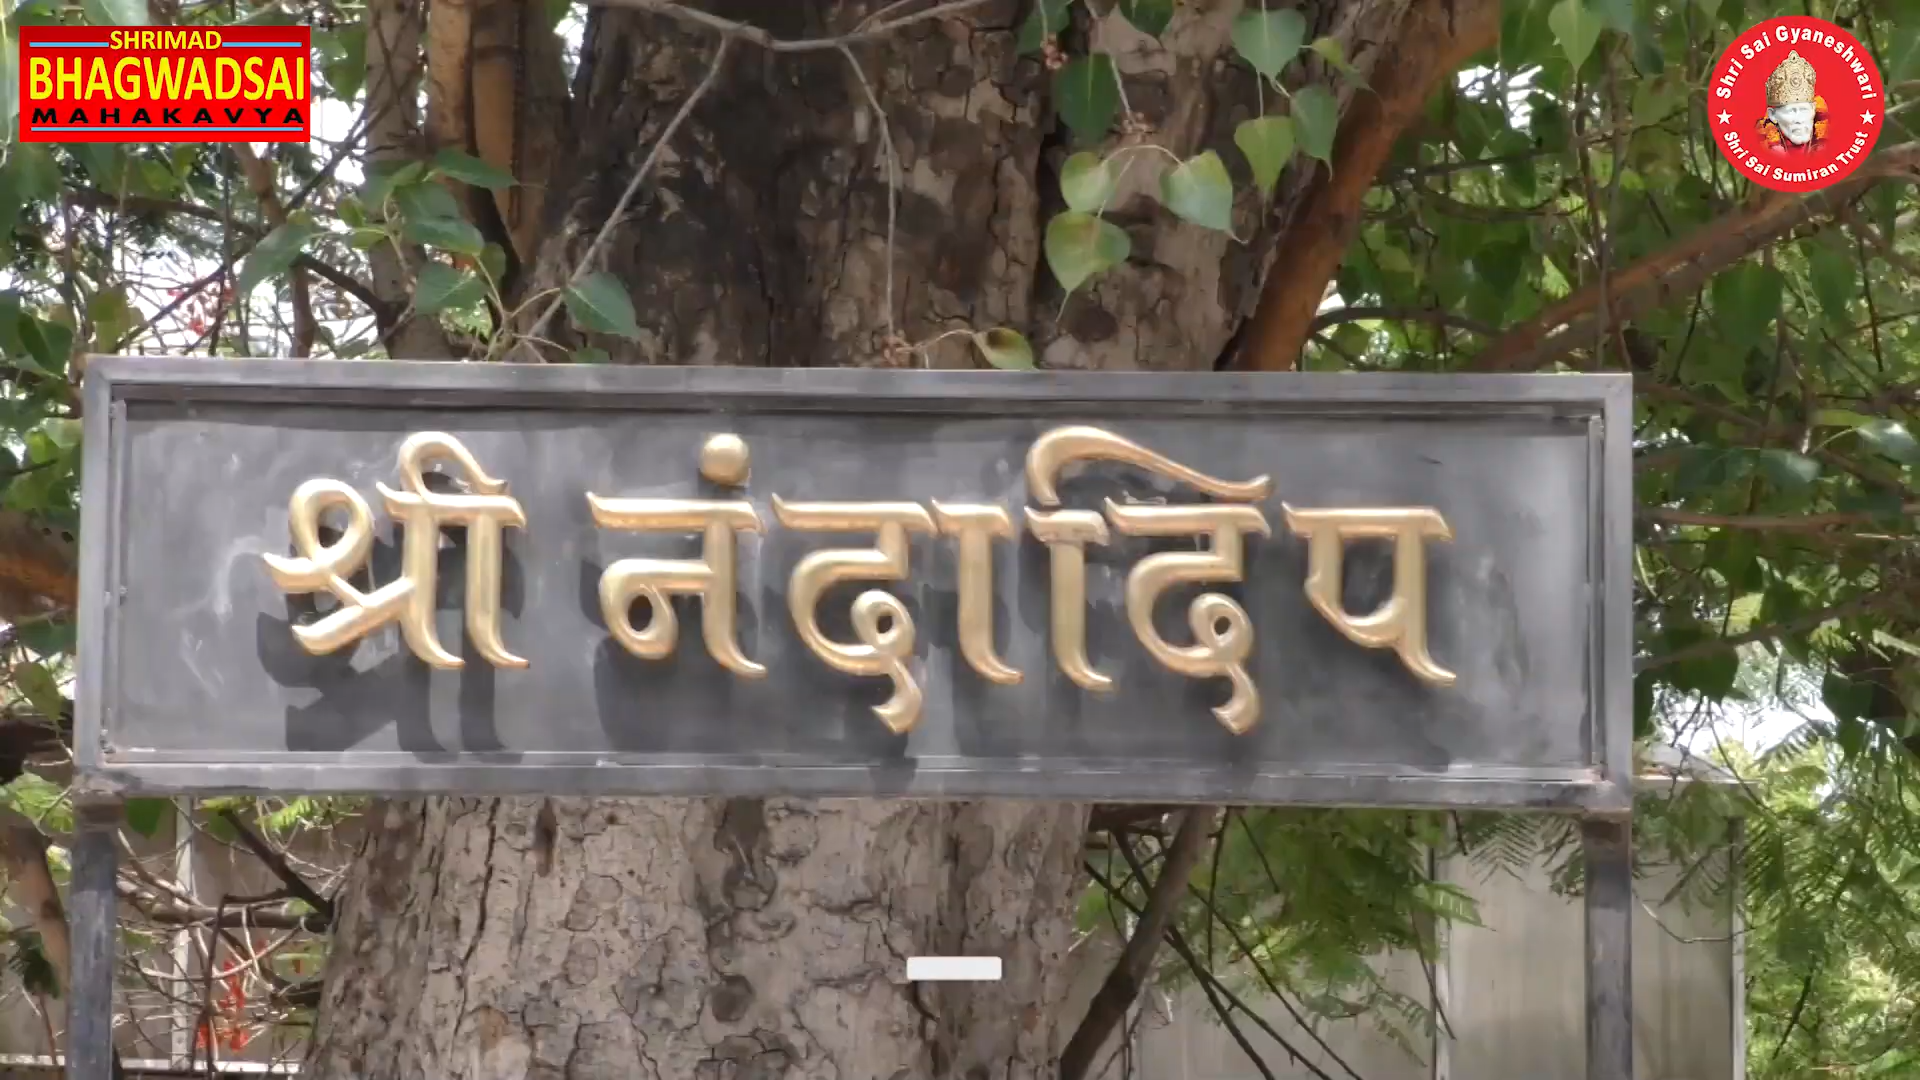 SHRIMAD
BHAGWADSAI
MAHAKAVYA
Shri Sai Gyaneshwari
★ Shri Sai Sumiran Trust ★
श्री नंदादिप